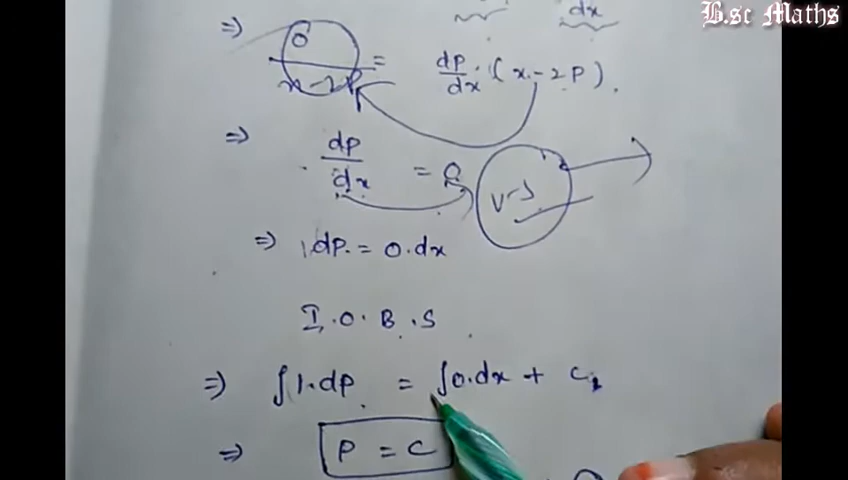 B.sc Maths
dx
⇒ 0/(x-2P) = dP/dx · (x-2P).
⇒ dP/dx = 0 V-S
⇒ 1 dP = 0.dx
I.O.B.S
⇒ ∫1.dP = ∫0.dx + C1
⇒ P = C